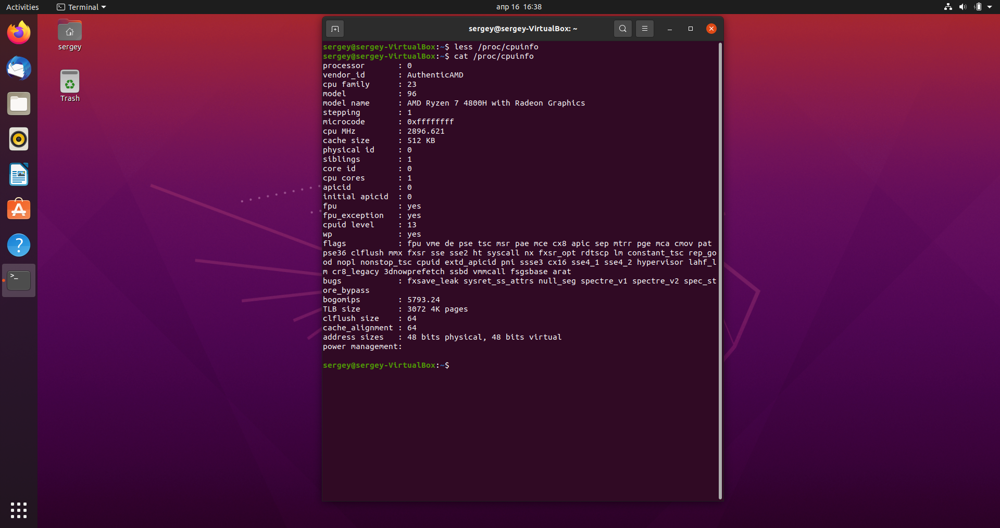 Activities
Terminal
апр 16 16:38
sergey
Trash
sergey@sergey-VirtualBox: ~
sergey@sergey-VirtualBox:~$ less /proc/cpuinfo
sergey@sergey-VirtualBox:~$ cat /proc/cpuinfo
processor : 0
vendor_id : AuthenticAMD
cpu family : 23
model : 96
model name : AMD Ryzen 7 4800H with Radeon Graphics
stepping : 1
microcode : 0xffffffff
cpu MHz : 2896.621
cache size : 512 KB
physical id : 0
siblings : 1
core id : 0
cpu cores : 1
apicid : 0
initial apicid : 0
fpu : yes
fpu_exception : yes
cpuid level : 13
wp : yes
flags : fpu vme de pse tsc msr pae mce cx8 apic sep mtrr pge mca cmov pat
pse36 clflush mmx fxsr sse sse2 ht syscall nx fxsr_opt rdtscp lm constant_tsc rep_go
od nopl nonstop_tsc cpuid extd_apicid pni ssse3 cx16 sse4_1 sse4_2 hypervisor lahf_l
m cr8_legacy 3dnowprefetch ssbd vmmcall fsgsbase arat
bugs : fxsave_leak sysret_ss_attrs null_seg spectre_v1 spectre_v2 spec_st
ore_bypass
bogomips : 5793.24
TLB size : 3072 4K pages
clflush size : 64
cache_alignment : 64
address sizes : 48 bits physical, 48 bits virtual
power management:
sergey@sergey-VirtualBox:~$